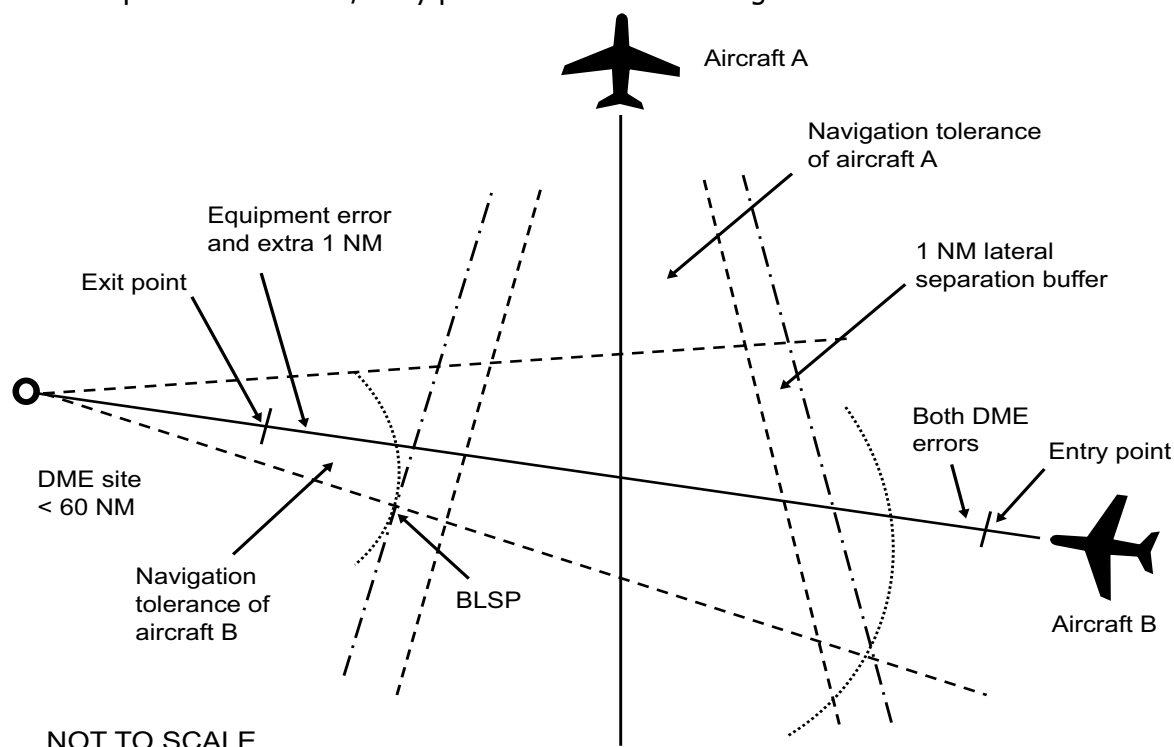 Aircraft A
Navigation tolerance
of aircraft A
Equipment error
and extra 1 NM
1 NM lateral
separation buffer
Exit point
Both DME
errors
Entry point
DME site
< 60 NM
Navigation
tolerance of
aircraft B
BLSP
Aircraft B
NOT TO SCALE